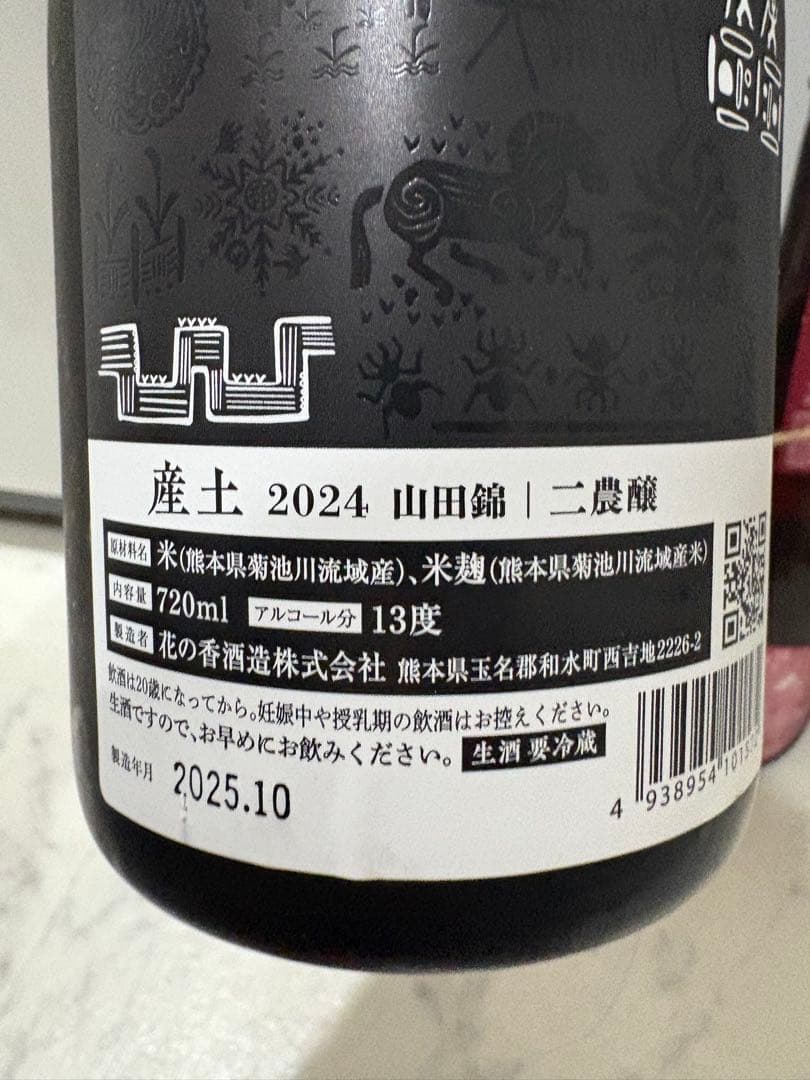 産土 2024 山田錦｜二農醸
原材料名 米(熊本県菊池川流域産)、米麹(熊本県菊池川流域産米)
内容量 720ml アルコール分 13度
製造者 花の香酒造株式会社 熊本県玉名郡和水町西吉地2226-2
飲酒は20歳になってから。妊娠中や授乳期の飲酒はお控えください。
生酒ですので、お早めにお飲みください。 生酒 要冷蔵
製造年月 2025.10
4 938954